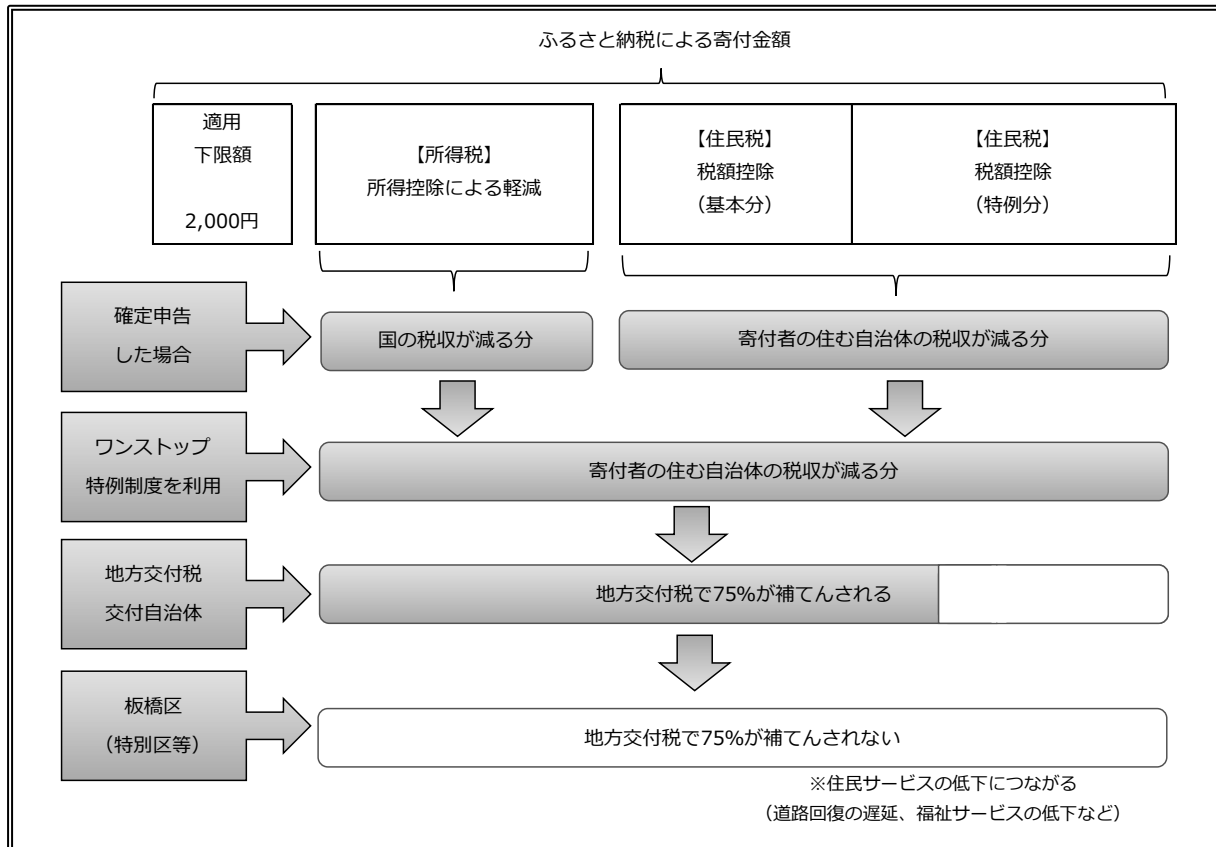 ふるさと納税による寄付金額
適用
下限額
2,000円
【所得税】
所得控除による軽減
【住民税】
税額控除
（基本分）
【住民税】
税額控除
（特例分）
確定申告
した場合
国の税収が減る分
寄付者の住む自治体の税収が減る分
ワンストップ
特例制度を利用
寄付者の住む自治体の税収が減る分
地方交付税
交付自治体
地方交付税で75%が補てんされる
板橋区
（特別区等）
地方交付税で75%が補てんされない
※住民サービスの低下につながる
（道路回復の遅延、福祉サービスの低下など）